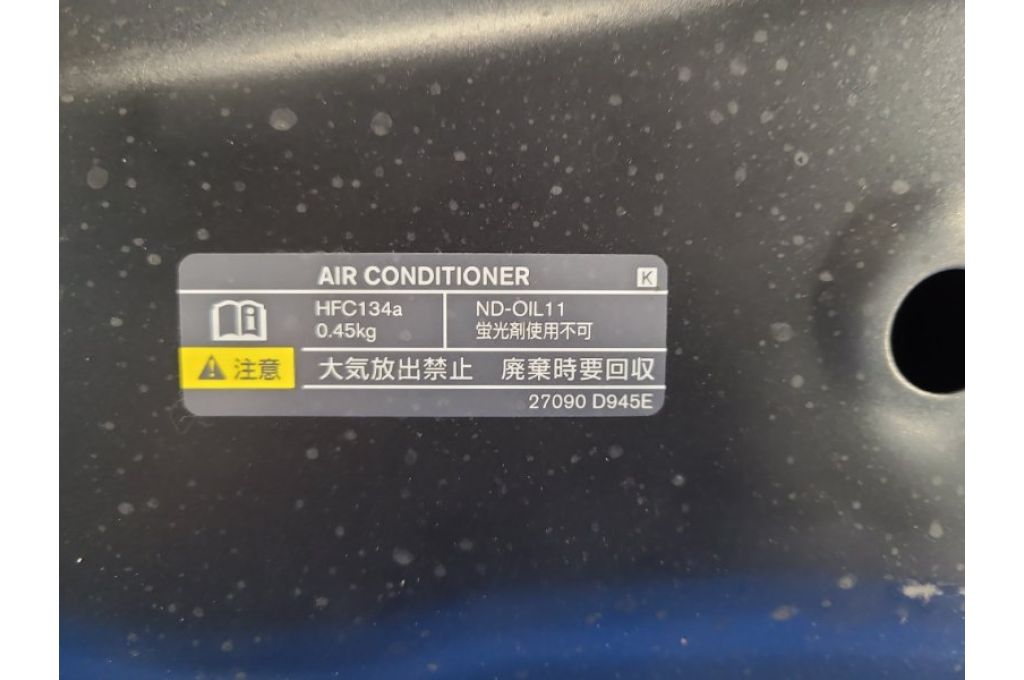 AIR CONDITIONER K
HFC134a
0.45kg
ND-OIL11
蛍光剤使用不可
注意 大気放出禁止 廃棄時要回収
27090 D945E